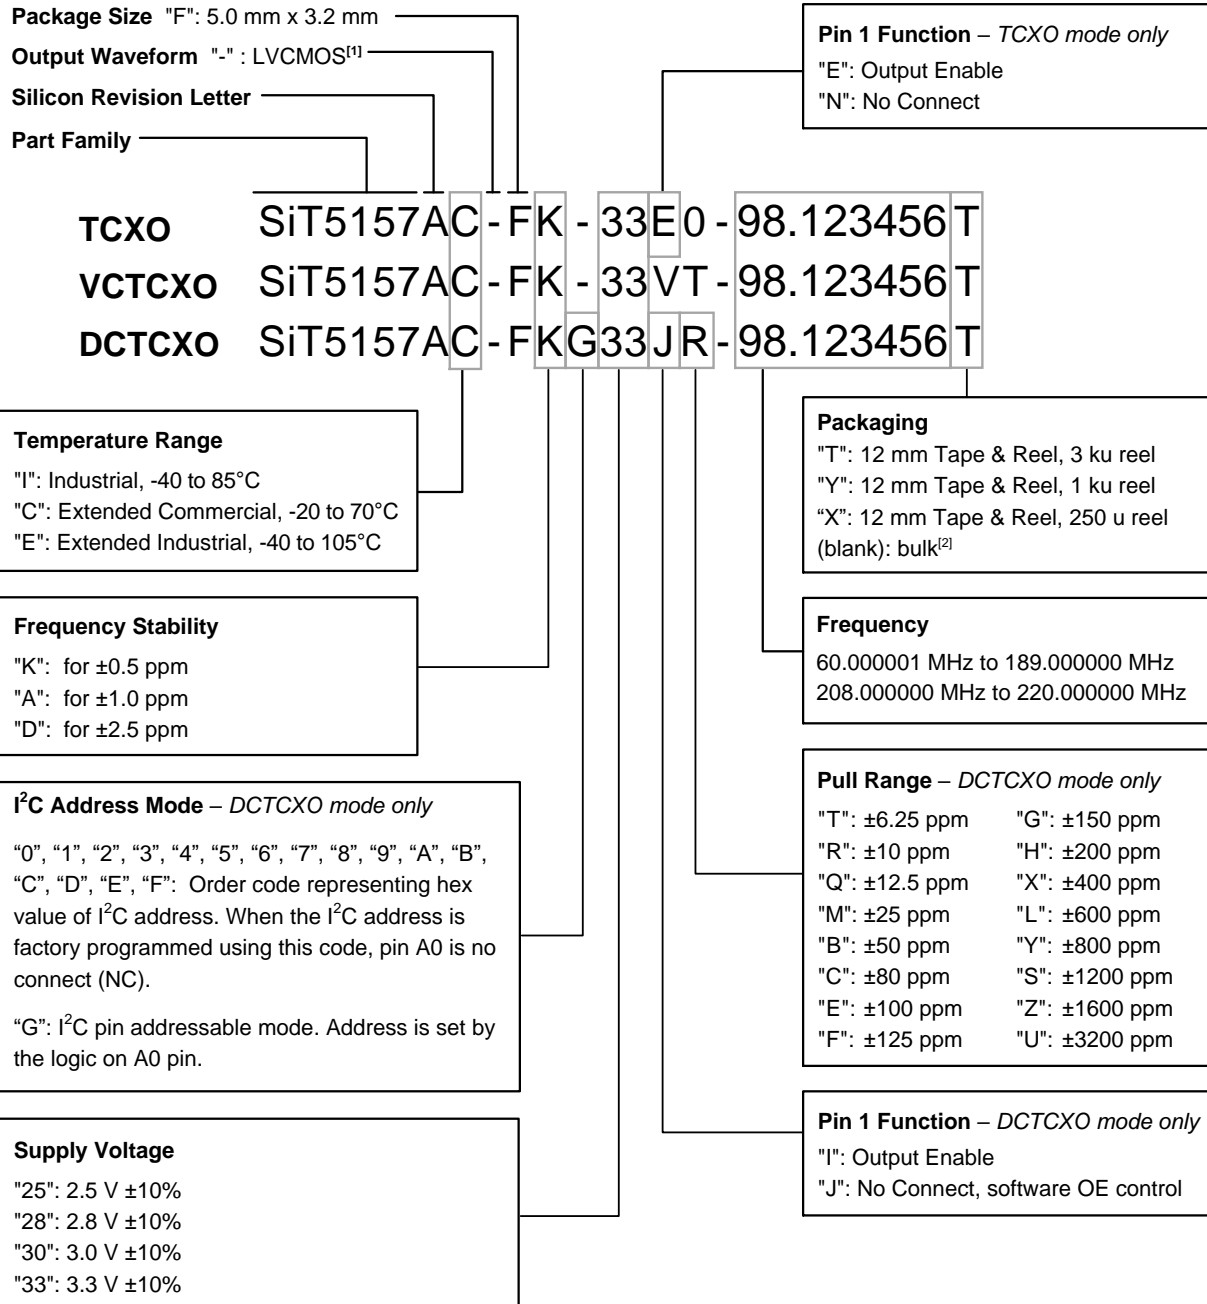 Package Size "F": 5.0 mm x 3.2 mm
Output Waveform "-" : LVCMOS[1]
Silicon Revision Letter
Part Family
Pin 1 Function – TCXO mode only
"E": Output Enable
"N": No Connect
TCXO SiT5157AC-FK-33E0-98.123456T
VCTCXO SiT5157AC-FK-33VT-98.123456T
DCTCXO SiT5157AC-FKG33JR-98.123456T
Temperature Range
"I": Industrial, -40 to 85°C
"C": Extended Commercial, -20 to 70°C
"E": Extended Industrial, -40 to 105°C
Frequency Stability
"K": for ±0.5 ppm
"A": for ±1.0 ppm
"D": for ±2.5 ppm
I2C Address Mode – DCTCXO mode only
“0”, “1”, “2”, “3”, “4”, “5”, “6”, “7”, “8”, “9”, “A”, “B”,
“C”, “D”, “E”, “F”: Order code representing hex
value of I2C address. When the I2C address is
factory programmed using this code, pin A0 is no
connect (NC).
“G”: I2C pin addressable mode. Address is set by
the logic on A0 pin.
Supply Voltage
"25": 2.5 V ±10%
"28": 2.8 V ±10%
"30": 3.0 V ±10%
"33": 3.3 V ±10%
Packaging
"T": 12 mm Tape & Reel, 3 ku reel
"Y": 12 mm Tape & Reel, 1 ku reel
“X”: 12 mm Tape & Reel, 250 u reel
(blank): bulk[2]
Frequency
60.000001 MHz to 189.000000 MHz
208.000000 MHz to 220.000000 MHz
Pull Range – DCTCXO mode only
"T": ±6.25 ppm "G": ±150 ppm
"R": ±10 ppm "H": ±200 ppm
"Q": ±12.5 ppm "X": ±400 ppm
"M": ±25 ppm "L": ±600 ppm
"B": ±50 ppm "Y": ±800 ppm
"C": ±80 ppm "S": ±1200 ppm
"E": ±100 ppm "Z": ±1600 ppm
"F": ±125 ppm "U": ±3200 ppm
Pin 1 Function – DCTCXO mode only
"I": Output Enable
"J": No Connect, software OE control